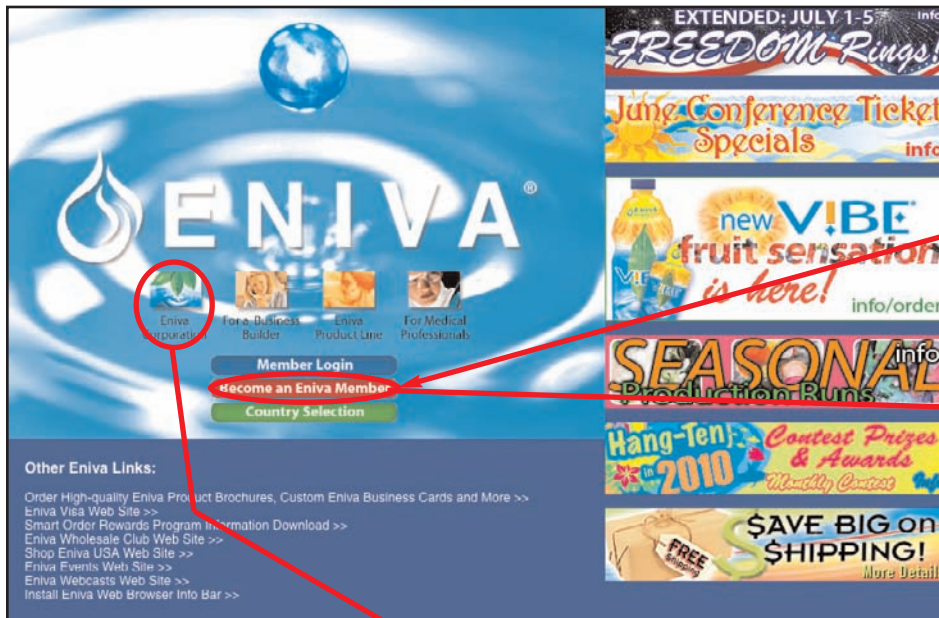 ENIVA®
Eniva
Corporation
For a Business
Builder
Eniva
Product Line
For Medical
Professionals
Member Login
Become an Eniva Member
Country Selection
Other Eniva Links:
Order High-quality Eniva Product Brochures, Custom Eniva Business Cards and More >>
Eniva Visa Web Site >>
Smart Order Rewards Program Information Download >>
Eniva Wholesale Club Web Site >>
Shop Eniva USA Web Site >>
Eniva Events Web Site >>
Eniva Webcasts Web Site >>
Install Eniva Web Browser Info Bar >>
EXTENDED: JULY 1-5 info
FREEDOM Rings!
June Conference Ticket
Specials
info
new V!BE
fruit sensation
is here!
info/order
SEASONAL info
Production Runs
Hang-Ten
in 2010
Contest Prizes
& Awards
Monthly Contest Info
FREE
Shipping
$AVE BIG on
$HIPPING!
More Detail